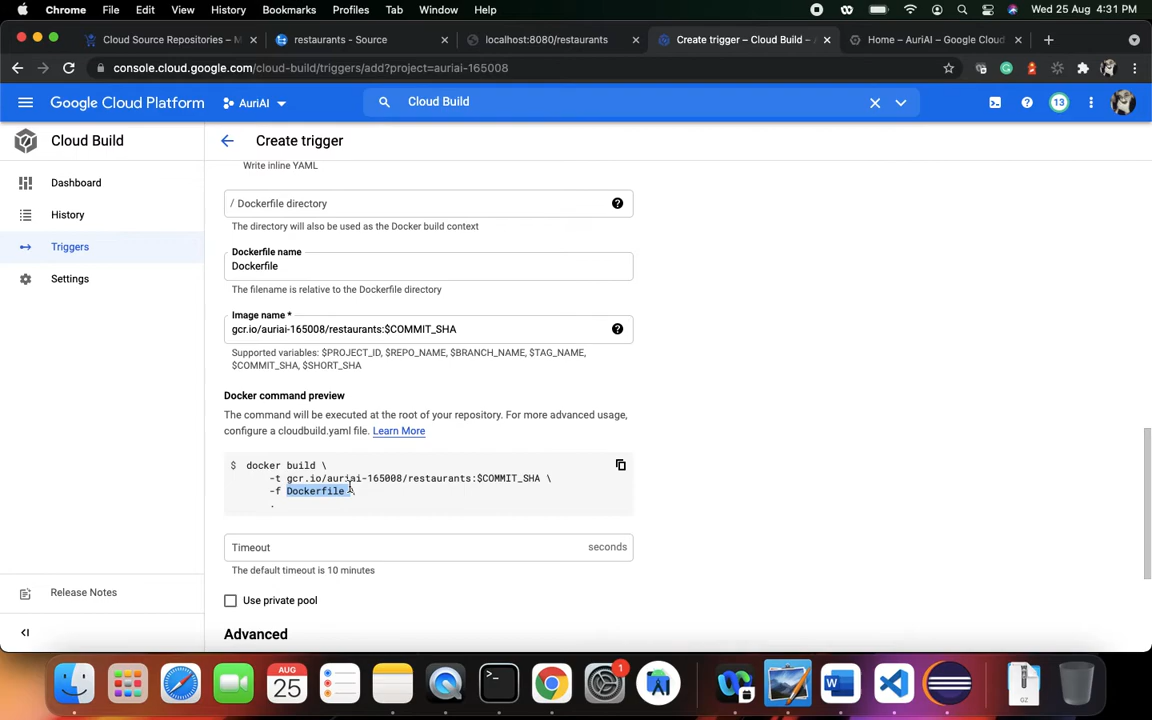 Chrome File Edit View History Bookmarks Profiles Tab Window Help Wed 25 Aug 4:31 PM
Cloud Source Repositories – M restaurants - Source localhost:8080/restaurants Create trigger – Cloud Build – Home – AuriAI – Google Cloud
console.cloud.google.com/cloud-build/triggers/add?project=auriai-165008
Google Cloud Platform AuriAI Cloud Build 13
Cloud Build
Create trigger
Write inline YAML
Dashboard
History
Triggers
Settings
/ Dockerfile directory
The directory will also be used as the Docker build context
Dockerfile name
Dockerfile
The filename is relative to the Dockerfile directory
Image name *
gcr.io/auriai-165008/restaurants:$COMMIT_SHA
Supported variables: $PROJECT_ID, $REPO_NAME, $BRANCH_NAME, $TAG_NAME,
$COMMIT_SHA, $SHORT_SHA
Docker command preview
The command will be executed at the root of your repository. For more advanced usage,
configure a cloudbuild.yaml file. Learn More
$ docker build \
-t gcr.io/auriai-165008/restaurants:$COMMIT_SHA \
-f Dockerfile \
.
Timeout seconds
The default timeout is 10 minutes
Use private pool
Advanced
Release Notes
AUG
25
1